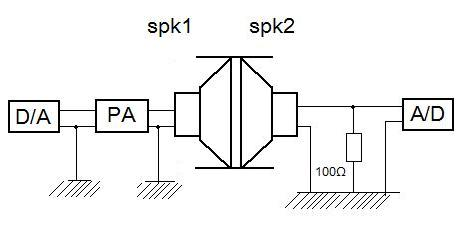 spk1 spk2
D/A PA A/D
100Ω